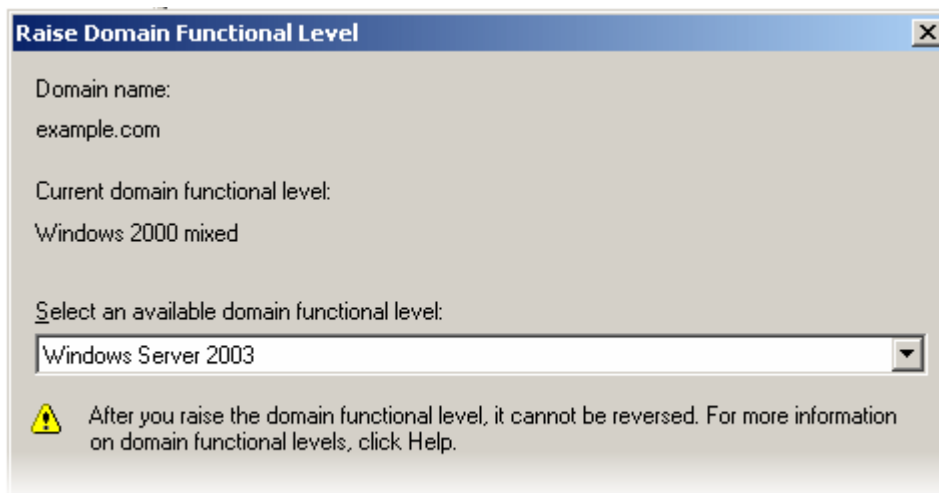 Raise Domain Functional Level
Domain name:
example.com
Current domain functional level:
Windows 2000 mixed
Select an available domain functional level:
Windows Server 2003
After you raise the domain functional level, it cannot be reversed. For more information
on domain functional levels, click Help.